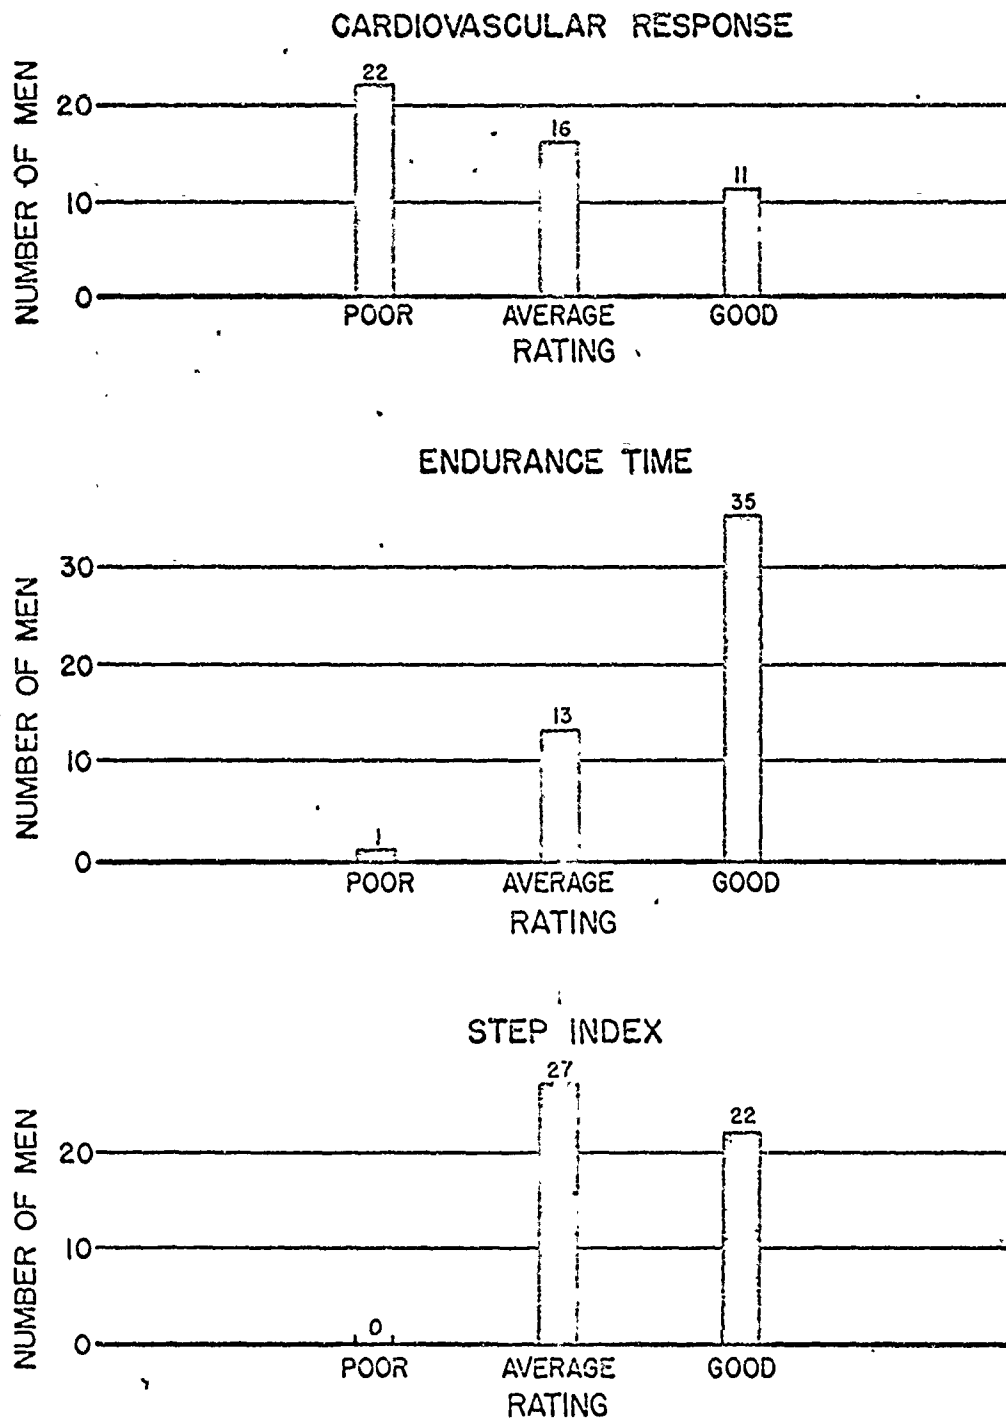 CARDIOVASCULAR RESPONSE
NUMBER OF MEN
22
20
16
11
10
0
POOR AVERAGE GOOD
RATING
ENDURANCE TIME
NUMBER OF MEN
35
30
20
13
10
1
0
POOR AVERAGE GOOD
RATING
STEP INDEX
NUMBER OF MEN
27
22
20
10
0
0
POOR AVERAGE GOOD
RATING